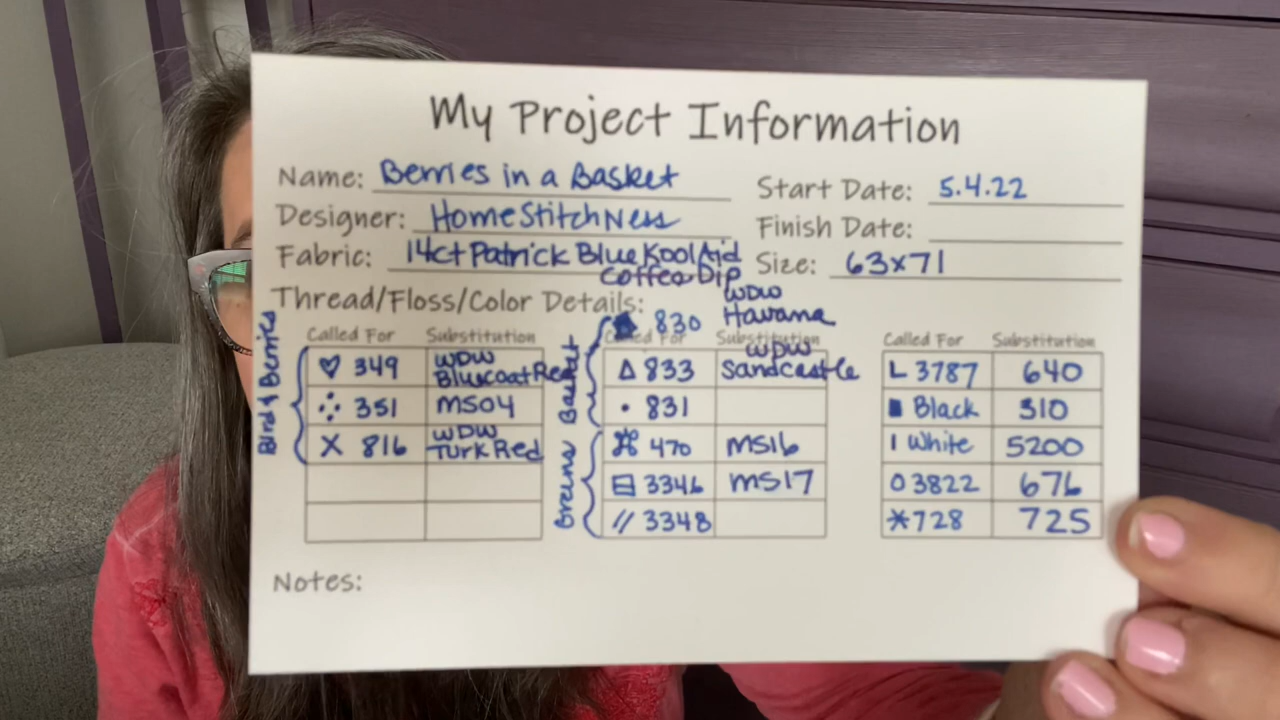 My Project Information
Name: Berries in a Basket
Start Date: 5.4.22
Designer: HomeStitchNess
Finish Date:
Fabric: 14ct Patrick Blue Kool Aid
Coffee Dip
Size: 63x71
Thread/Floss/Color Details:
Bird & Berries
Called For Substitution
♡ 349 WDW Bluecoat Red
⁘ 351 MS04
X 816 WDW Turk Red
Basket
830 WDW Havana
Called For Substitution
△ 833 WDW Sandcastle
• 831
Greens
⌘ 470 MS16
⊟ 3346 MS17
// 3348
Called For Substitution
L 3787 640
■ Black 310
I White 5200
O 3822 676
* 728 725
Notes: